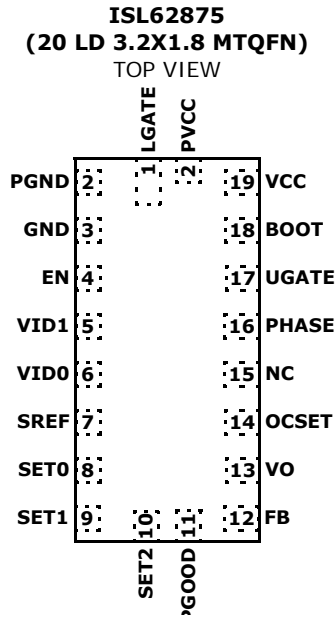 ISL62875
(20 LD 3.2X1.8 MTQFN)
TOP VIEW
LGATE 1
PVCC 2
PGND 2
19 VCC
GND 3
18 BOOT
EN 4
17 UGATE
VID1 5
16 PHASE
VID0 6
15 NC
SREF 7
14 OCSET
SET0 8
13 VO
SET1 9
12 FB
SET2 10
PGOOD 11